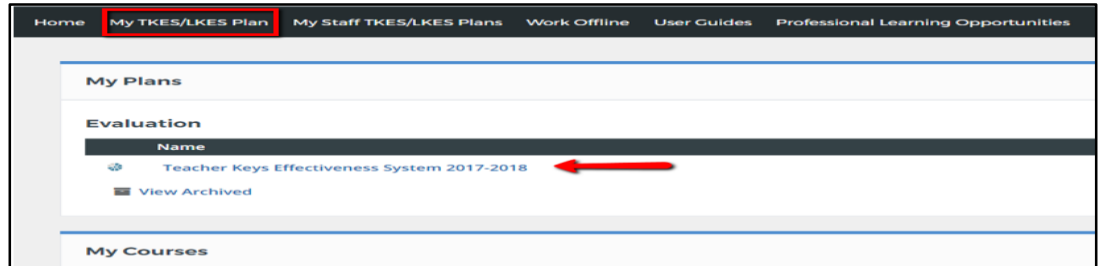 Home My TKES/LKES Plan My Staff TKES/LKES Plans Work Offline User Guides Professional Learning Opportunities
My Plans
Evaluation
Name
Teacher Keys Effectiveness System 2017-2018
View Archived
My Courses